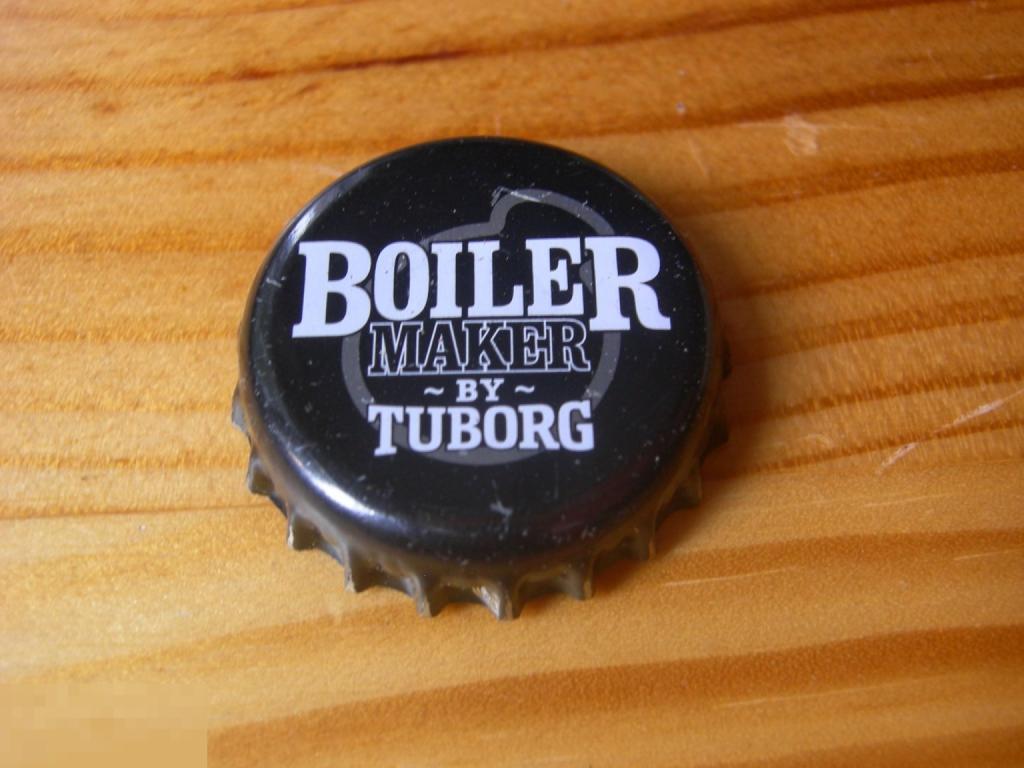 BOILER
MAKER
~ BY ~
TUBORG